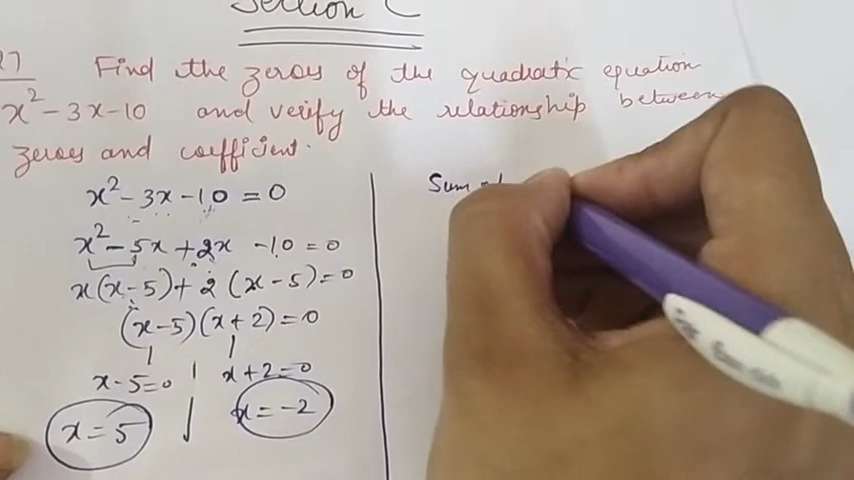 Section C
27 Find the zeros of the quadratic equation
x² - 3x - 10 and verify the relationship between
zeros and coefficient.
x² - 3x - 10 = 0
x² - 5x + 2x - 10 = 0
x(x - 5) + 2(x - 5) = 0
(x - 5)(x + 2) = 0
x - 5 = 0 | x + 2 = 0
x = 5 | x = -2
Sum